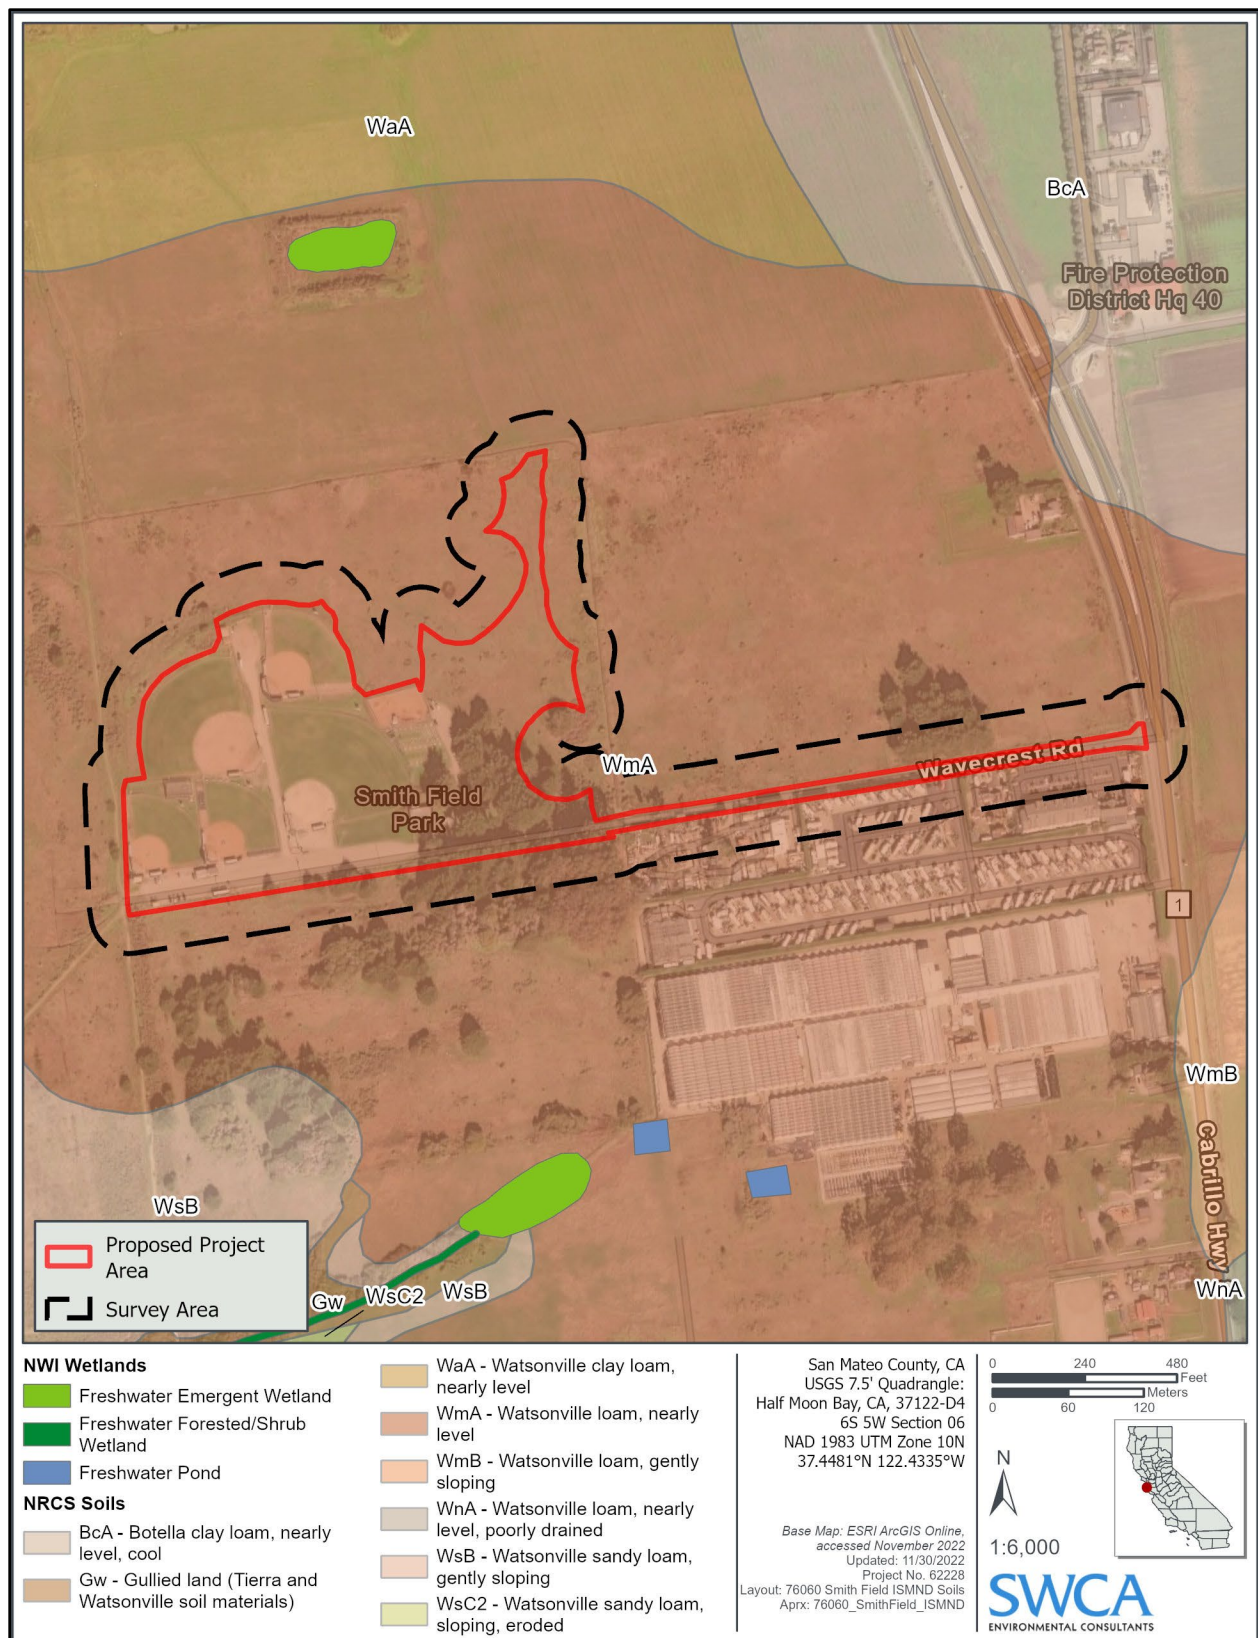 WaA
BcA
Fire Protection
District Hq 40
WmA
Wavecrest Rd
Smith Field
Park
1
WmB
Cabrillo Hwy
WsB
WnA
Gw
WsC2
WsB
Proposed Project
Area
Survey Area
NWI Wetlands
Freshwater Emergent Wetland
Freshwater Forested/Shrub
Wetland
Freshwater Pond
NRCS Soils
BcA - Botella clay loam, nearly
level, cool
Gw - Gullied land (Tierra and
Watsonville soil materials)
WaA - Watsonville clay loam,
nearly level
WmA - Watsonville loam, nearly
level
WmB - Watsonville loam, gently
sloping
WnA - Watsonville loam, nearly
level, poorly drained
WsB - Watsonville sandy loam,
gently sloping
WsC2 - Watsonville sandy loam,
sloping, eroded
San Mateo County, CA
USGS 7.5' Quadrangle:
Half Moon Bay, CA, 37122-D4
6S 5W Section 06
NAD 1983 UTM Zone 10N
37.4481°N 122.4335°W
Base Map: ESRI ArcGIS Online,
accessed November 2022
Updated: 11/30/2022
Project No. 62228
Layout: 76060 Smith Field ISMND Soils
Aprx: 76060_SmithField_ISMND
0 240 480
Feet
Meters
0 60 120
N
1:6,000
SWCA
ENVIRONMENTAL CONSULTANTS